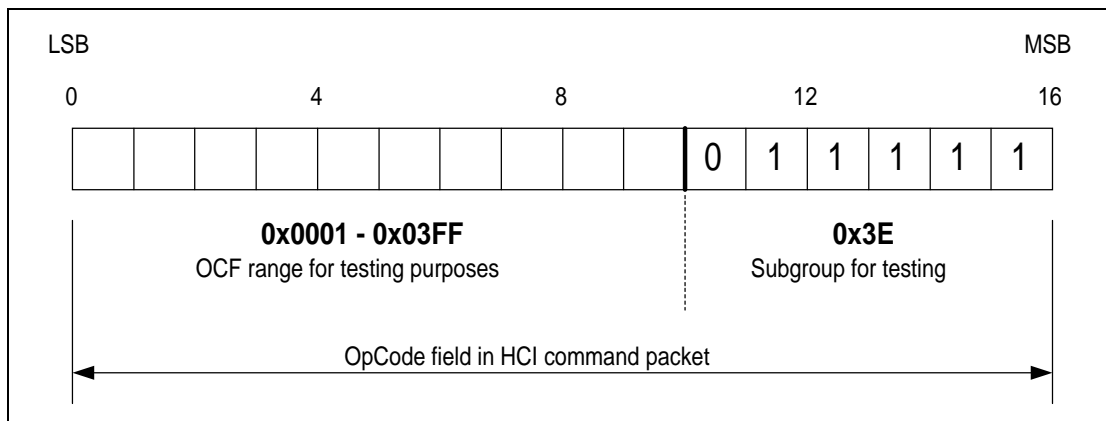 LSB MSB
0 4 8 12 16
0 1 1 1 1 1
0x0001 - 0x03FF 0x3E
OCF range for testing purposes Subgroup for testing
OpCode field in HCI command packet